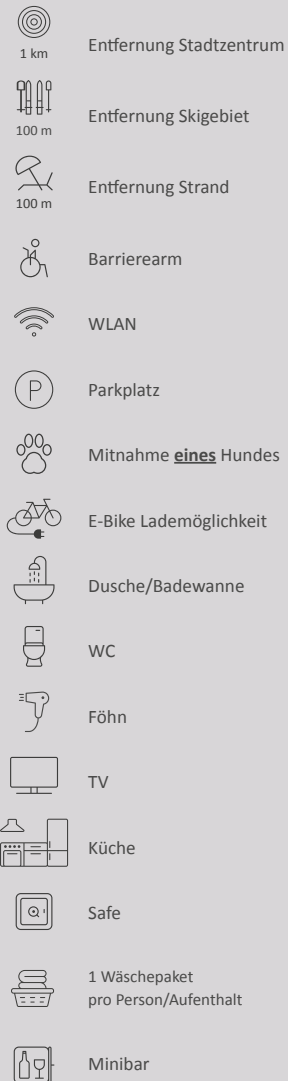 1 km
Entfernung Stadtzentrum
100 m
Entfernung Skigebiet
100 m
Entfernung Strand
Barrierearm
WLAN
P
Parkplatz
Mitnahme eines Hundes
E-Bike Lademöglichkeit
Dusche/Badewanne
WC
Föhn
TV
Küche
Safe
1 Wäschepaket
pro Person/Aufenthalt
Minibar